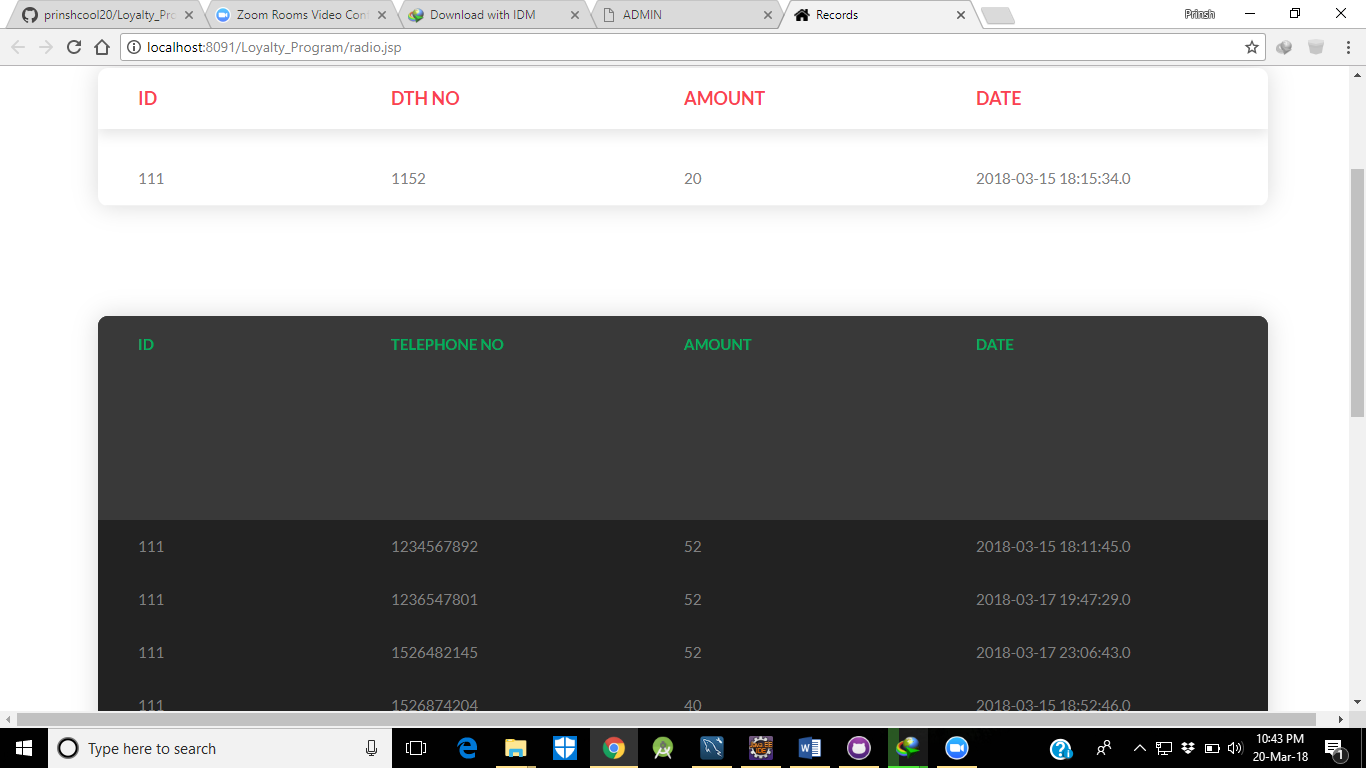 prinshcool20/Loyalty_Pro Zoom Rooms Video Conf Download with IDM ADMIN Records Prinsh
localhost:8091/Loyalty_Program/radio.jsp
ID DTH NO AMOUNT DATE
111 1152 20 2018-03-15 18:15:34.0
ID TELEPHONE NO AMOUNT DATE
111 1234567892 52 2018-03-15 18:11:45.0
111 1236547801 52 2018-03-17 19:47:29.0
111 1526482145 52 2018-03-17 23:06:43.0
111 1526874204 40 2018-03-15 18:52:46.0
Type here to search
10:43 PM
20-Mar-18
1